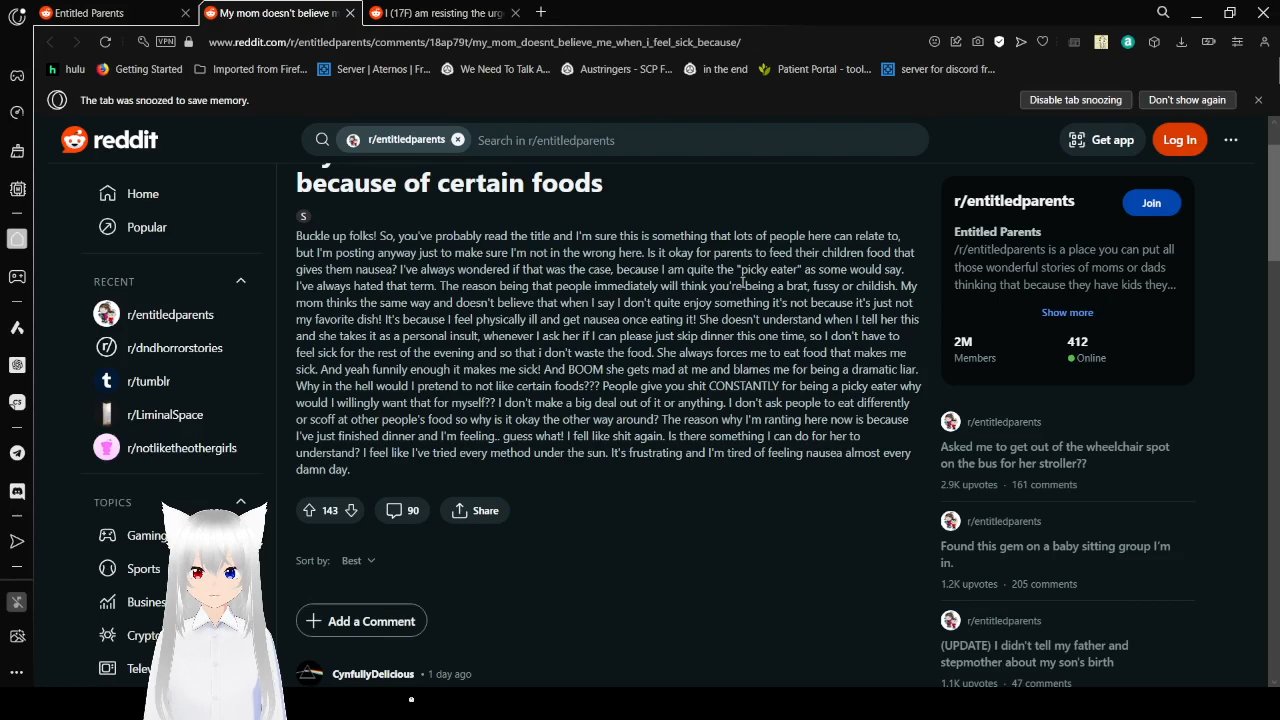 Entitled Parents
My mom doesn't believe m
I (17F) am resisting the urg
VPN
www.reddit.com/r/entitledparents/comments/18ap79t/my_mom_doesnt_believe_me_when_i_feel_sick_because/
hulu
Getting Started
Imported from Firef...
Server | Aternos | Fr...
We Need To Talk A...
Austringers - SCP F...
in the end
Patient Portal - tool...
server for discord fr...
The tab was snoozed to save memory.
Disable tab snoozing
Don't show again
reddit
r/entitledparents
Search in r/entitledparents
Get app
Log In
Home
Popular
RECENT
r/entitledparents
r/dndhorrorstories
r/tumblr
r/LiminalSpace
r/notliketheothergirls
TOPICS
Gaming
Sports
Busines
Crypto
Telev
because of certain foods
S
Buckle up folks! So, you've probably read the title and I'm sure this is something that lots of people here can relate to,
but I'm posting anyway just to make sure I'm not in the wrong here. Is it okay for parents to feed their children food that
gives them nausea? I've always wondered if that was the case, because I am quite the "picky eater" as some would say.
I've always hated that term. The reason being that people immediately will think you're being a brat, fussy or childish. My
mom thinks the same way and doesn't believe that when I say I don't quite enjoy something it's not because it's just not
my favorite dish! It's because I feel physically ill and get nausea once eating it! She doesn't understand when I tell her this
and she takes it as a personal insult, whenever I ask her if I can please just skip dinner this one time, so I don't have to
feel sick for the rest of the evening and so that i don't waste the food. She always forces me to eat food that makes me
sick. And yeah funnily enough it makes me sick! And BOOM she gets mad at me and blames me for being a dramatic liar.
Why in the hell would I pretend to not like certain foods??? People give you shit CONSTANTLY for being a picky eater why
would I willingly want that for myself?? I don't make a big deal out of it or anything. I don't ask people to eat differently
or scoff at other people's food so why is it okay the other way around? The reason why I'm ranting here now is because
I've just finished dinner and I'm feeling.. guess what! I fell like shit again. Is there something I can do for her to
understand? I feel like I've tried every method under the sun. It's frustrating and I'm tired of feeling nausea almost every
damn day.
143
90
Share
Sort by:
Best
Add a Comment
CynfullyDelicious • 1 day ago
r/entitledparents
Join
Entitled Parents
/r/entitledparents is a place you can put all
those wonderful stories of moms or dads
thinking that because they have kids they...
Show more
2M
Members
412
Online
r/entitledparents
Asked me to get out of the wheelchair spot
on the bus for her stroller??
2.9K upvotes · 161 comments
r/entitledparents
Found this gem on a baby sitting group I'm
in.
1.2K upvotes · 205 comments
r/entitledparents
(UPDATE) I didn't tell my father and
stepmother about my son's birth
1.1K upvotes · 47 comments